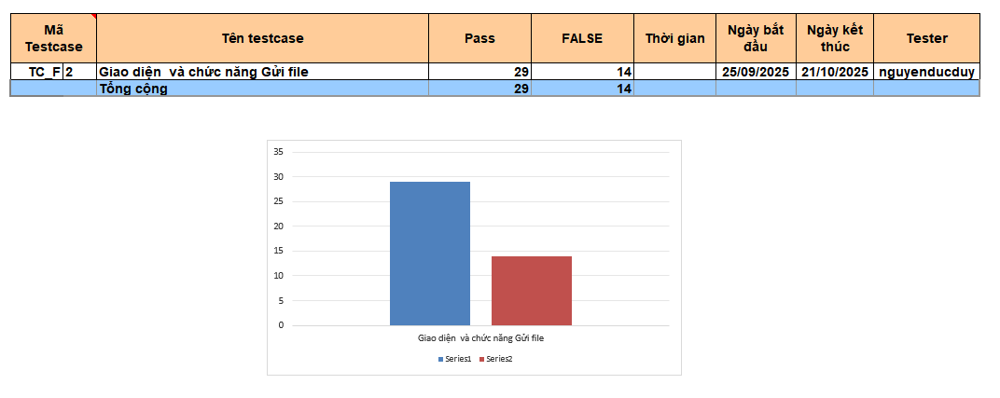 Mã Testcase Tên testcase Pass FALSE Thời gian Ngày bắt đầu Ngày kết thúc Tester
TC_F 2 Giao diện  và chức năng Gửi file 29 14 25/09/2025 21/10/2025 nguyenducduy
Tổng cộng 29 14
35
30
25
20
15
10
5
0
Giao diện  và chức năng Gửi file
Series1 Series2